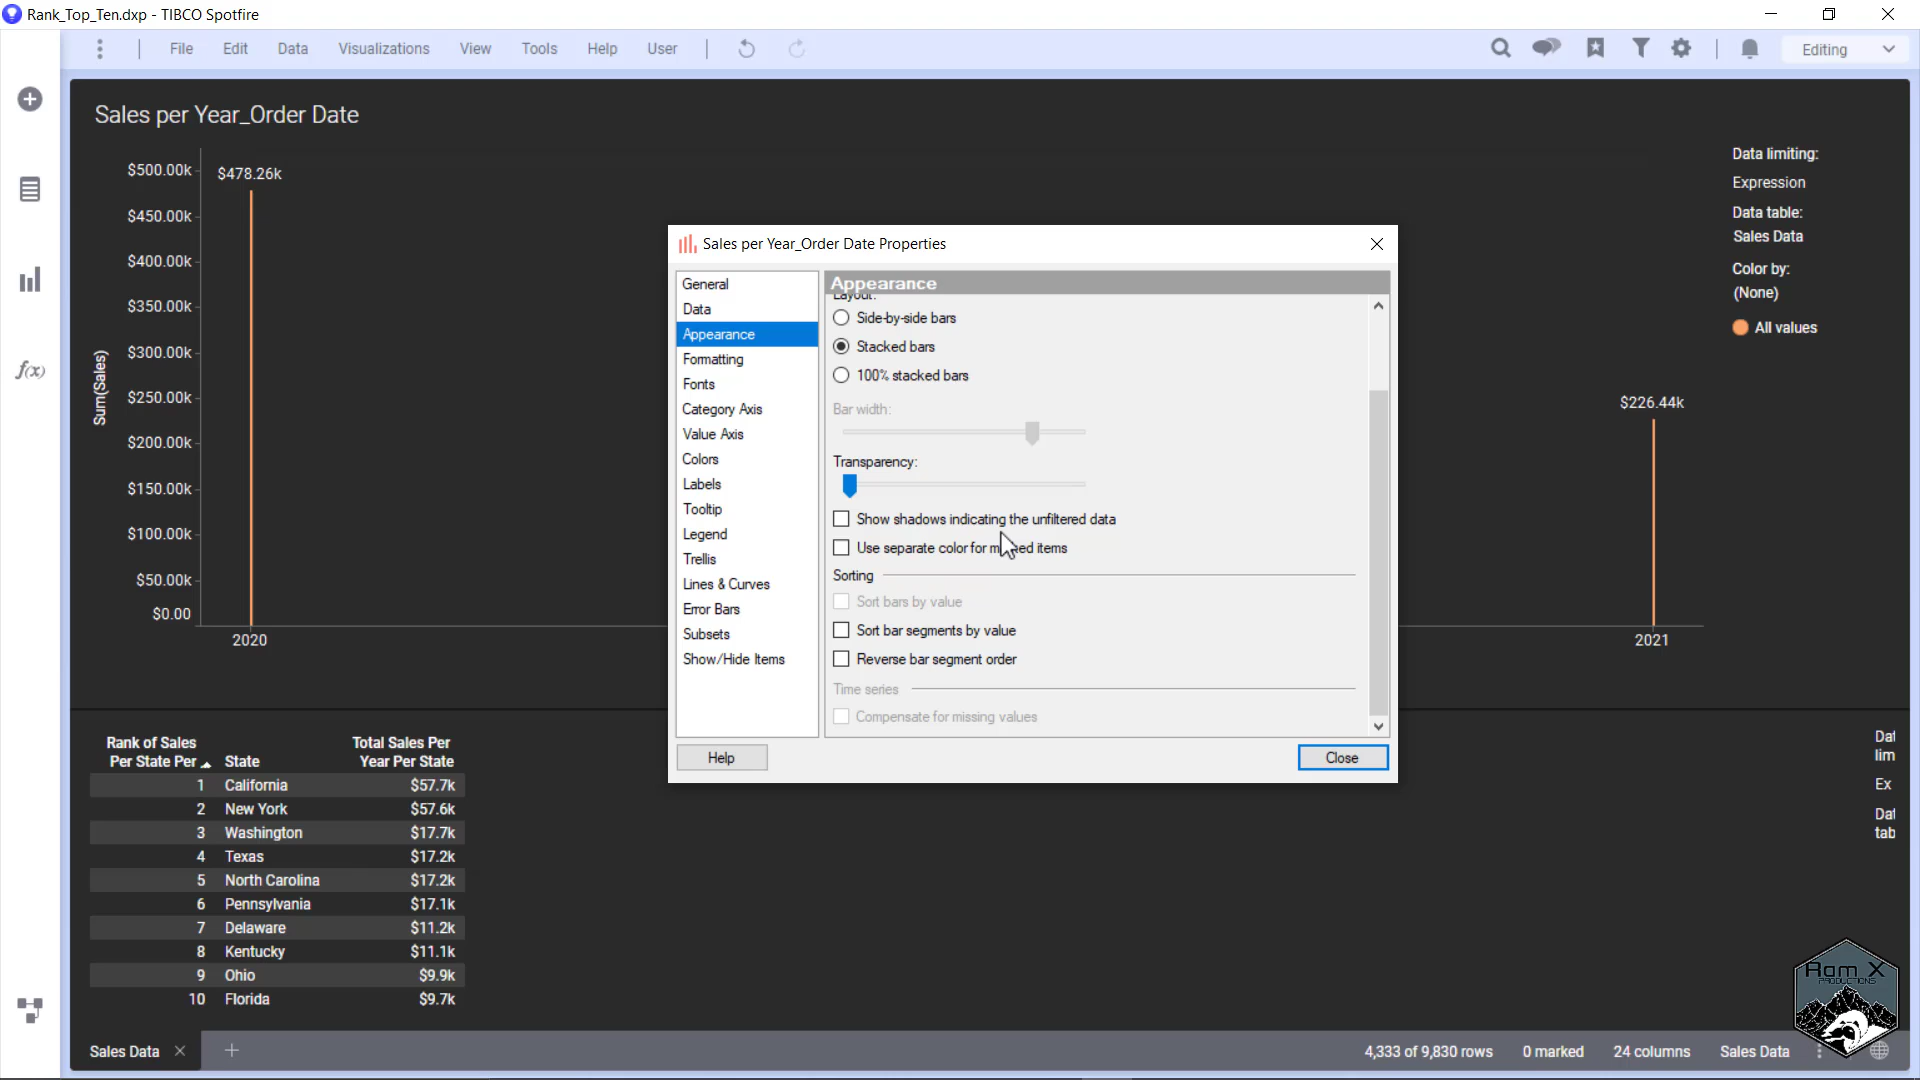 Rank_Top_Ten.dxp - TIBCO Spotfire
File Edit Data Visualizations View Tools Help User Editing
Sales per Year_Order Date
$500.00k
$450.00k
$400.00k
$350.00k
$300.00k
$250.00k
$200.00k
$150.00k
$100.00k
$50.00k
$0.00
Sum(Sales)
$478.26k
$226.44k
2020
2021
Data limiting:
Expression
Data table:
Sales Data
Color by:
(None)
All values
f(x)
Sales per Year_Order Date Properties
General
Data
Appearance
Formatting
Fonts
Category Axis
Value Axis
Colors
Labels
Tooltip
Legend
Trellis
Lines & Curves
Error Bars
Subsets
Show/Hide Items
Appearance
Layout:
Side-by-side bars
Stacked bars
100% stacked bars
Bar width:
Transparency:
Show shadows indicating the unfiltered data
Use separate color for items
Sorting
Sort bars by value
Sort bar segments by value
Reverse bar segment order
Time series
Compensate for missing values
Help
Close
Rank of Sales
Per State Per State
Total Sales Per
Year Per State
1 California $57.7k
2 New York $57.6k
3 Washington $17.7k
4 Texas $17.2k
5 North Carolina $17.2k
6 Pennsylvania $17.1k
7 Delaware $11.2k
8 Kentucky $11.1k
9 Ohio $9.9k
10 Florida $9.7k
Dat
lim
Ex
Dat
tab
Ram X
PRODUCTIONS
Sales Data
4,333 of 9,830 rows 0 marked 24 columns Sales Data